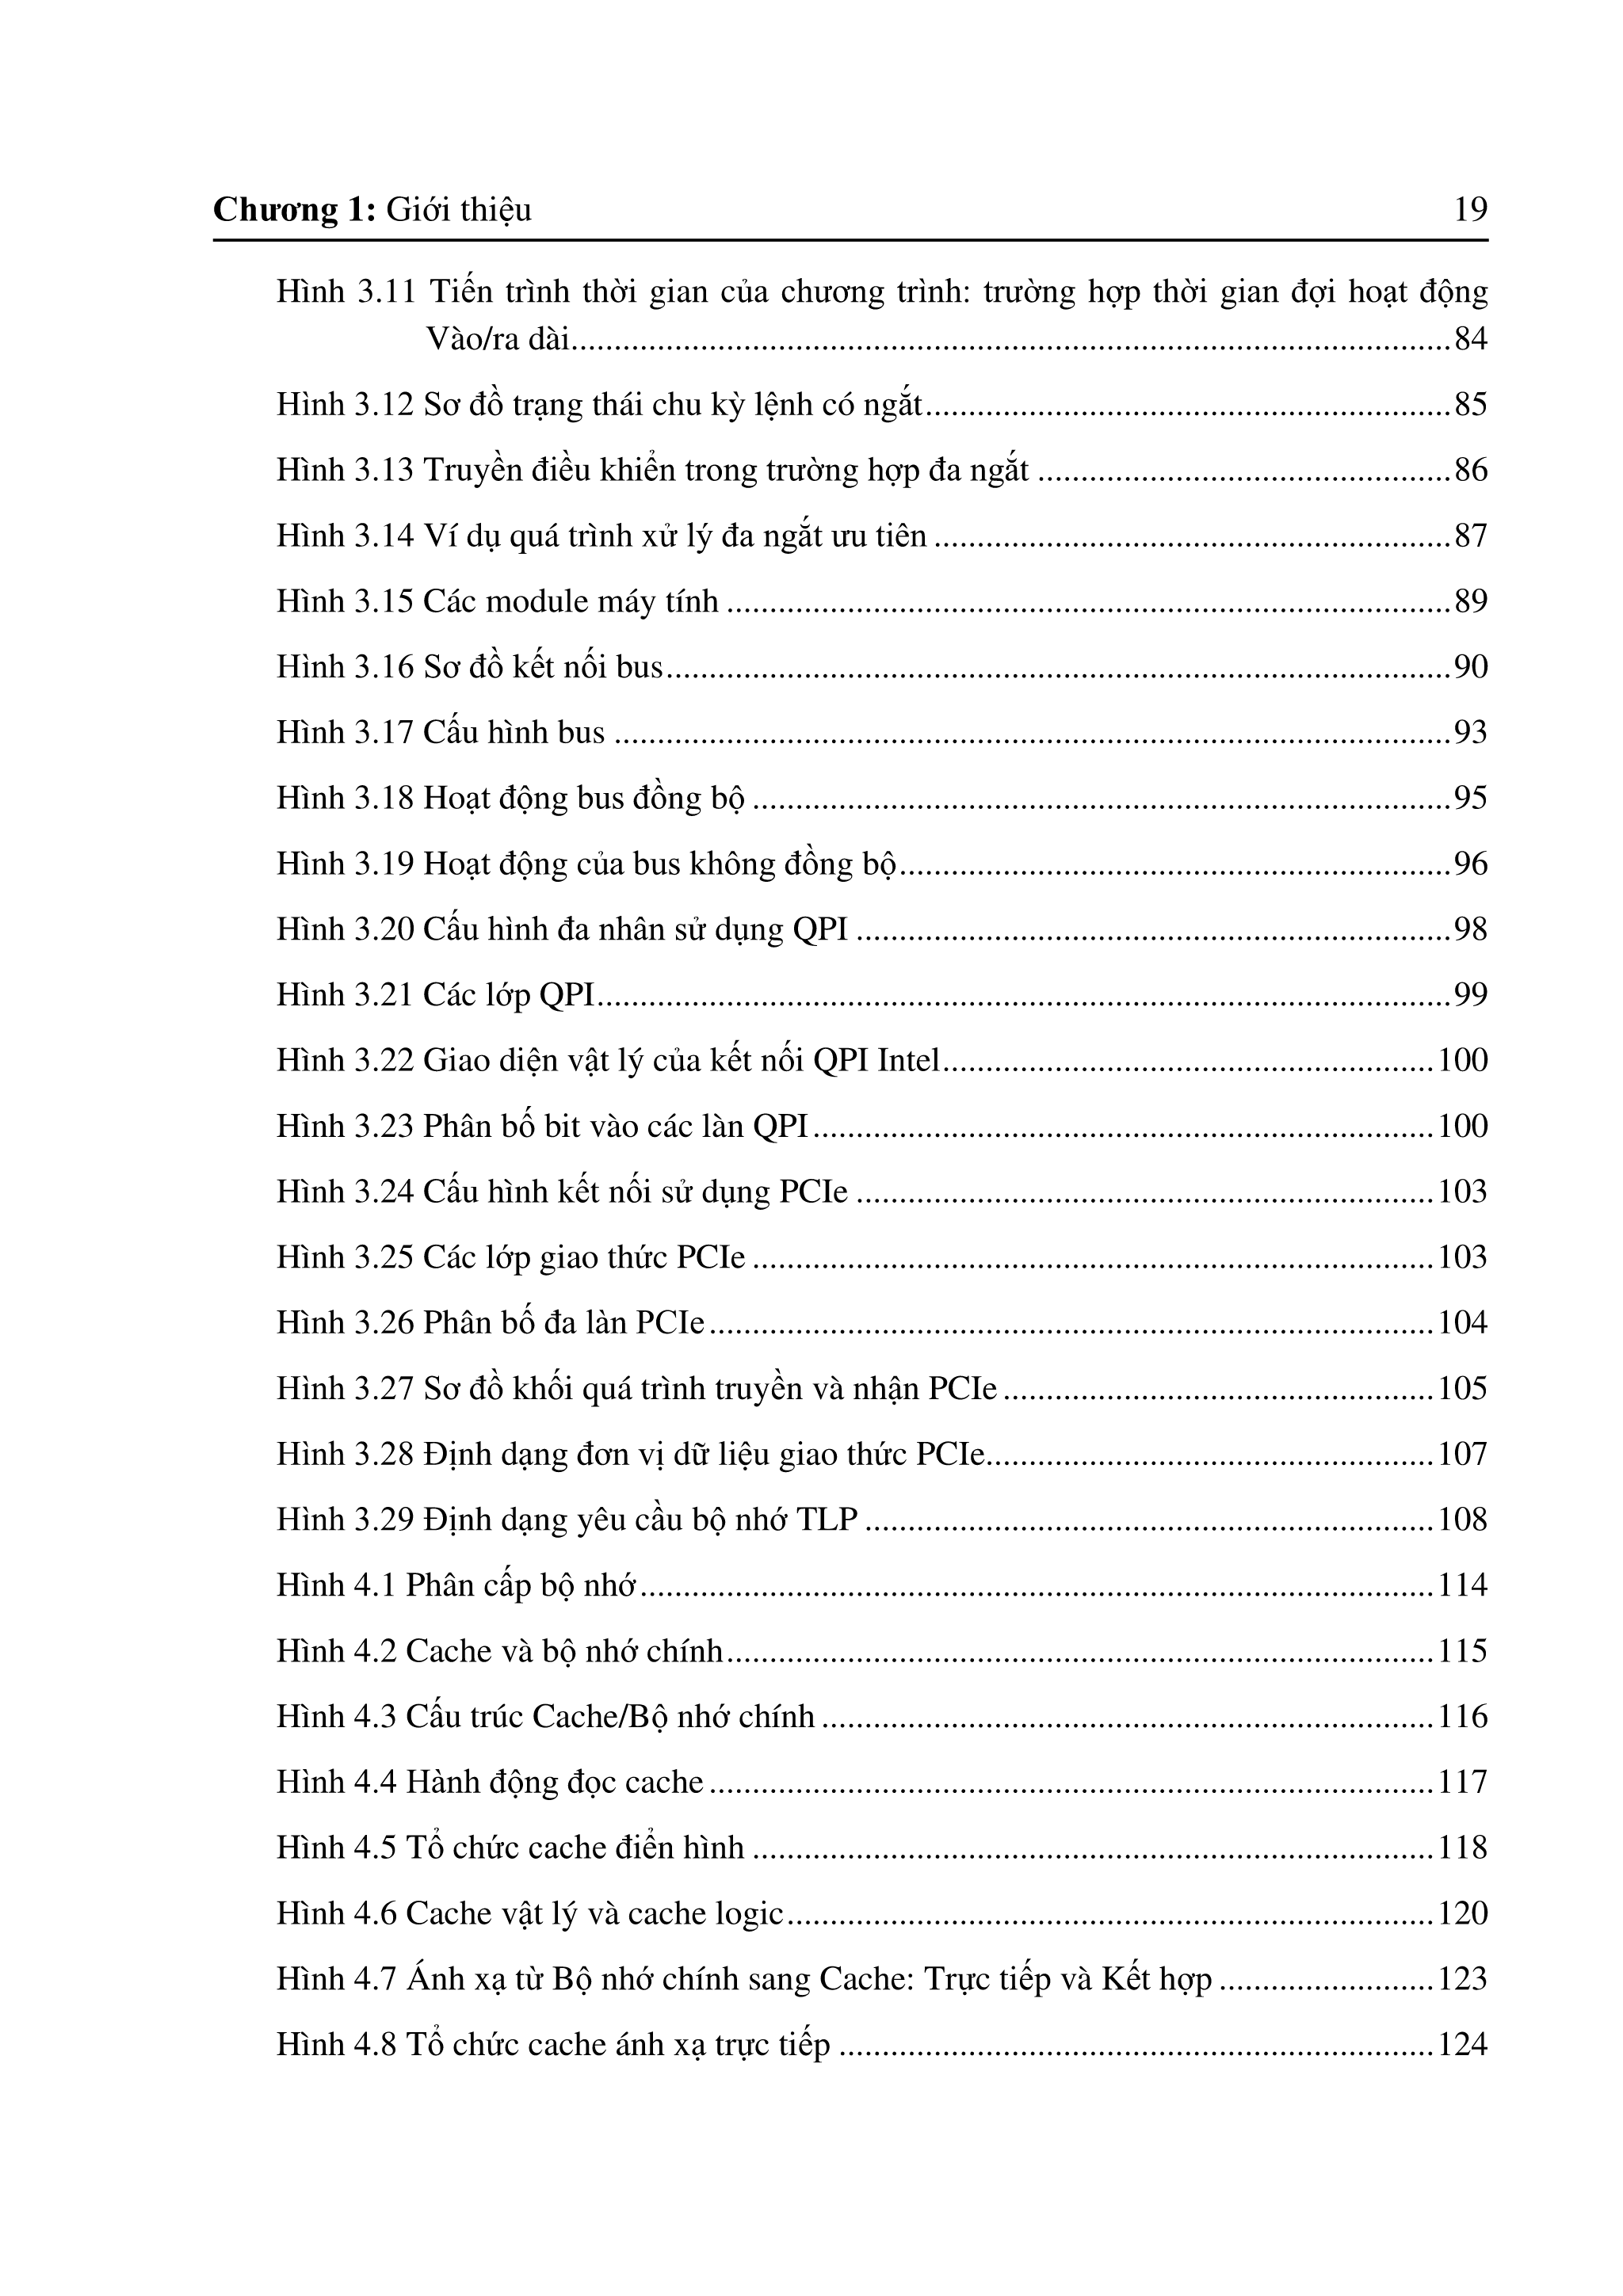 Chương 1: Giới thiệu 19
Hình 3.11 Tiến trình thời gian của chương trình: trường hợp thời gian đợi hoạt động
Vào/ra dài....................84
Hình 3.12 Sơ đồ trạng thái chu kỳ lệnh có ngắt....................85
Hình 3.13 Truyền điều khiển trong trường hợp đa ngắt ....................86
Hình 3.14 Ví dụ quá trình xử lý đa ngắt ưu tiên ....................87
Hình 3.15 Các module máy tính ....................89
Hình 3.16 Sơ đồ kết nối bus....................90
Hình 3.17 Cấu hình bus ....................93
Hình 3.18 Hoạt động bus đồng bộ ....................95
Hình 3.19 Hoạt động của bus không đồng bộ....................96
Hình 3.20 Cấu hình đa nhân sử dụng QPI ....................98
Hình 3.21 Các lớp QPI....................99
Hình 3.22 Giao diện vật lý của kết nối QPI Intel....................100
Hình 3.23 Phân bố bit vào các làn QPI....................100
Hình 3.24 Cấu hình kết nối sử dụng PCIe ....................103
Hình 3.25 Các lớp giao thức PCIe ....................103
Hình 3.26 Phân bố đa làn PCIe....................104
Hình 3.27 Sơ đồ khối quá trình truyền và nhận PCIe ....................105
Hình 3.28 Định dạng đơn vị dữ liệu giao thức PCIe....................107
Hình 3.29 Định dạng yêu cầu bộ nhớ TLP ....................108
Hình 4.1 Phân cấp bộ nhớ....................114
Hình 4.2 Cache và bộ nhớ chính....................115
Hình 4.3 Cấu trúc Cache/Bộ nhớ chính ....................116
Hình 4.4 Hành động đọc cache ....................117
Hình 4.5 Tổ chức cache điển hình ....................118
Hình 4.6 Cache vật lý và cache logic....................120
Hình 4.7 Ánh xạ từ Bộ nhớ chính sang Cache: Trực tiếp và Kết hợp ....................123
Hình 4.8 Tổ chức cache ánh xạ trực tiếp ....................124